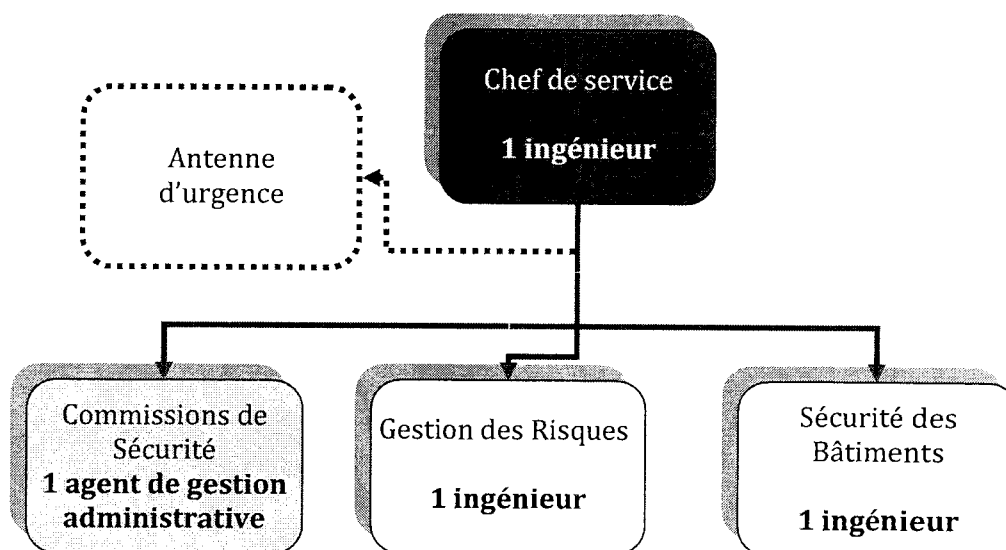 Chef de service
1 ingénieur
Antenne
d'urgence
Commissions de
Sécurité
1 agent de gestion
administrative
Gestion des Risques
1 ingénieur
Sécurité des
Bâtiments
1 ingénieur